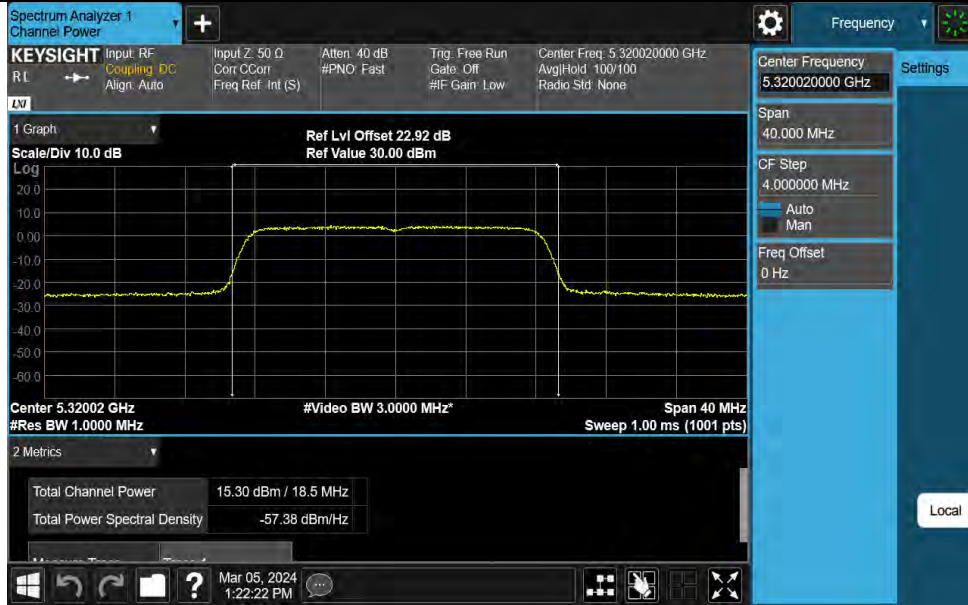 Spectrum Analyzer 1
Channel Power
Frequency
KEYSIGHT
RL
LXI
Input: RF
Coupling: DC
Align: Auto
Input Z: 50 Ω
Corr CCorr
Freq Ref: Int (S)
Atten: 40 dB
#PNO: Fast
Trig: Free Run
Gate: Off
#IF Gain: Low
Center Freq: 5.320020000 GHz
Avg|Hold: 100/100
Radio Std: None
Center Frequency
5.320020000 GHz
Settings
Span
40.000 MHz
CF Step
4.000000 MHz
Auto
Man
Freq Offset
0 Hz
1 Graph
Scale/Div 10.0 dB
Ref Lvl Offset 22.92 dB
Ref Value 30.00 dBm
Log
20.0
10.0
0.00
-10.0
-20.0
-30.0
-40.0
-50.0
-60.0
Center 5.32002 GHz
#Res BW 1.0000 MHz
#Video BW 3.0000 MHz*
Span 40 MHz
Sweep 1.00 ms (1001 pts)
2 Metrics
Total Channel Power 15.30 dBm / 18.5 MHz
Total Power Spectral Density -57.38 dBm/Hz
Local
?
Mar 05, 2024
1:22:22 PM